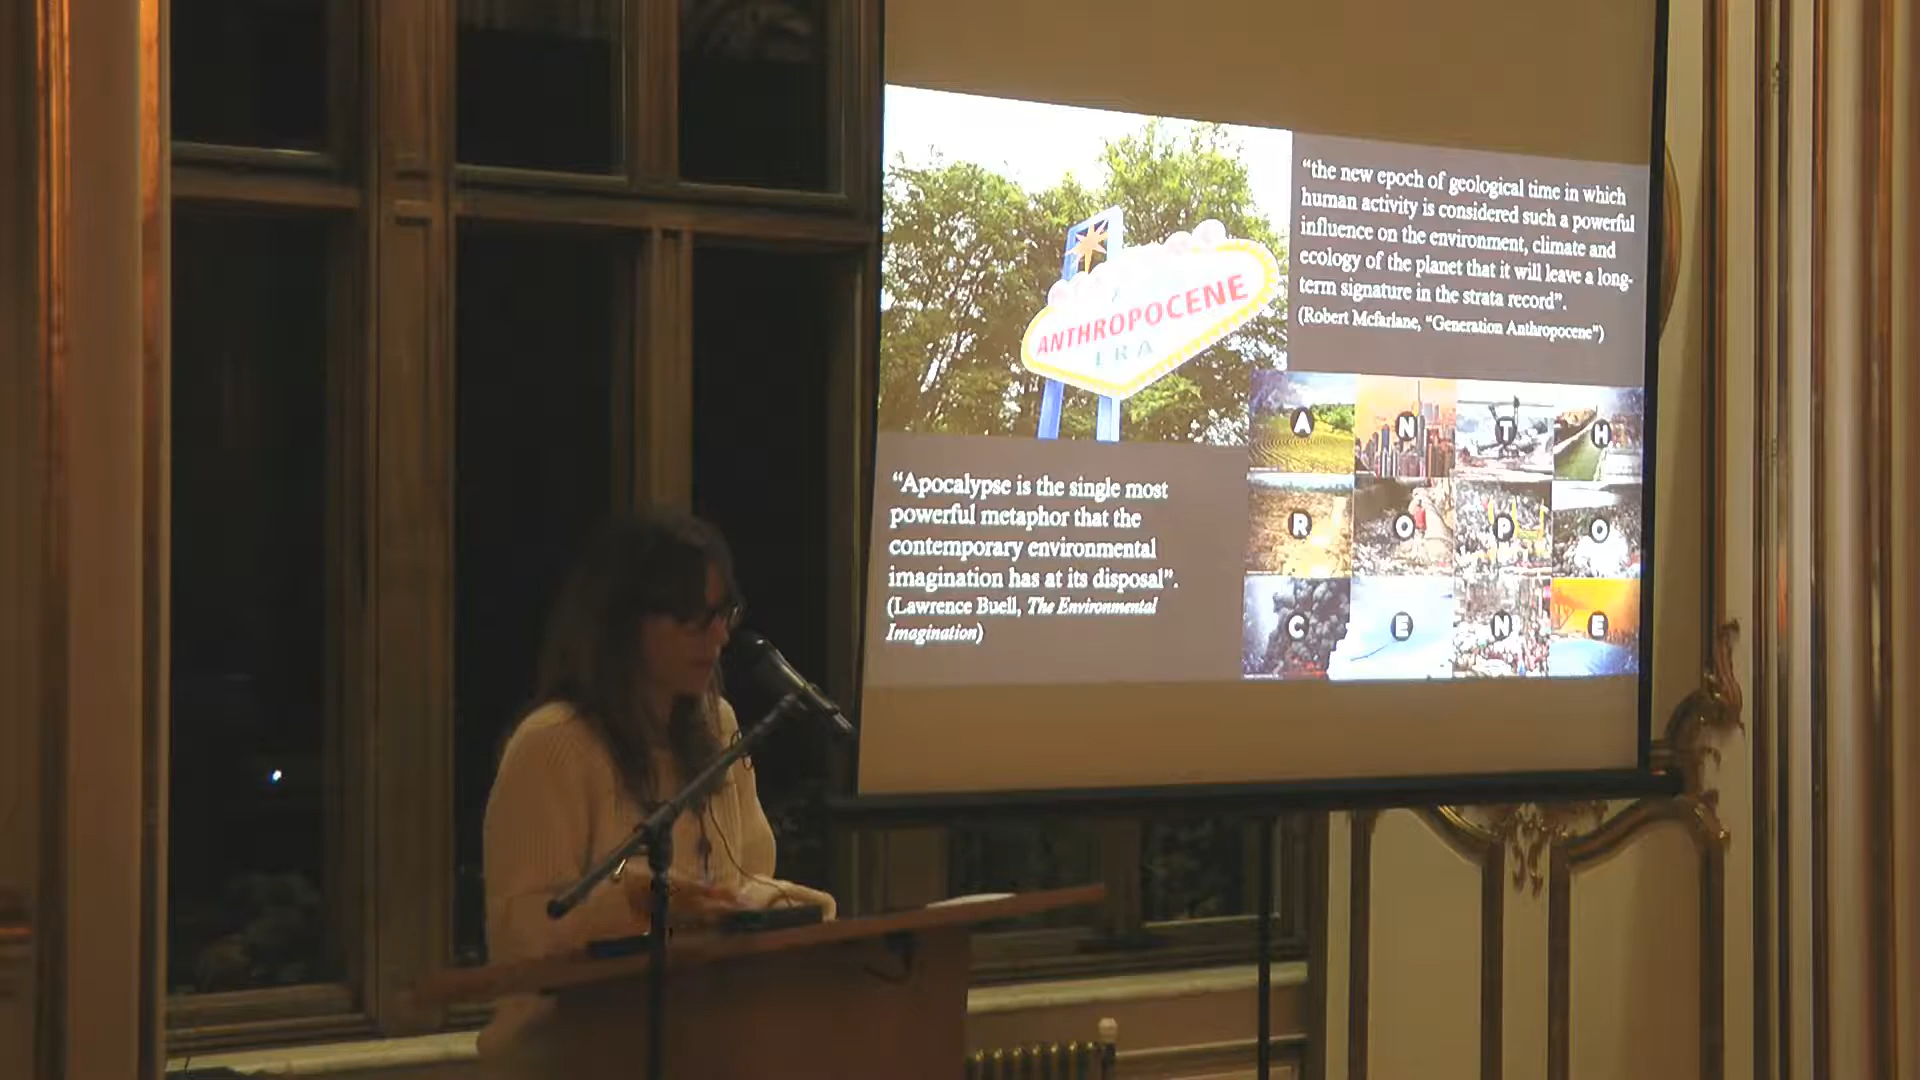 ANTHROPOCENE
ERA
“the new epoch of geological time in which
human activity is considered such a powerful
influence on the environment, climate and
ecology of the planet that it will leave a long-
term signature in the strata record”.
(Robert Mcfarlane, “Generation Anthropocene”)
“Apocalypse is the single most
powerful metaphor that the
contemporary environmental
imagination has at its disposal”.
(Lawrence Buell, The Environmental
Imagination)
A N T H
R O P O
C E N E